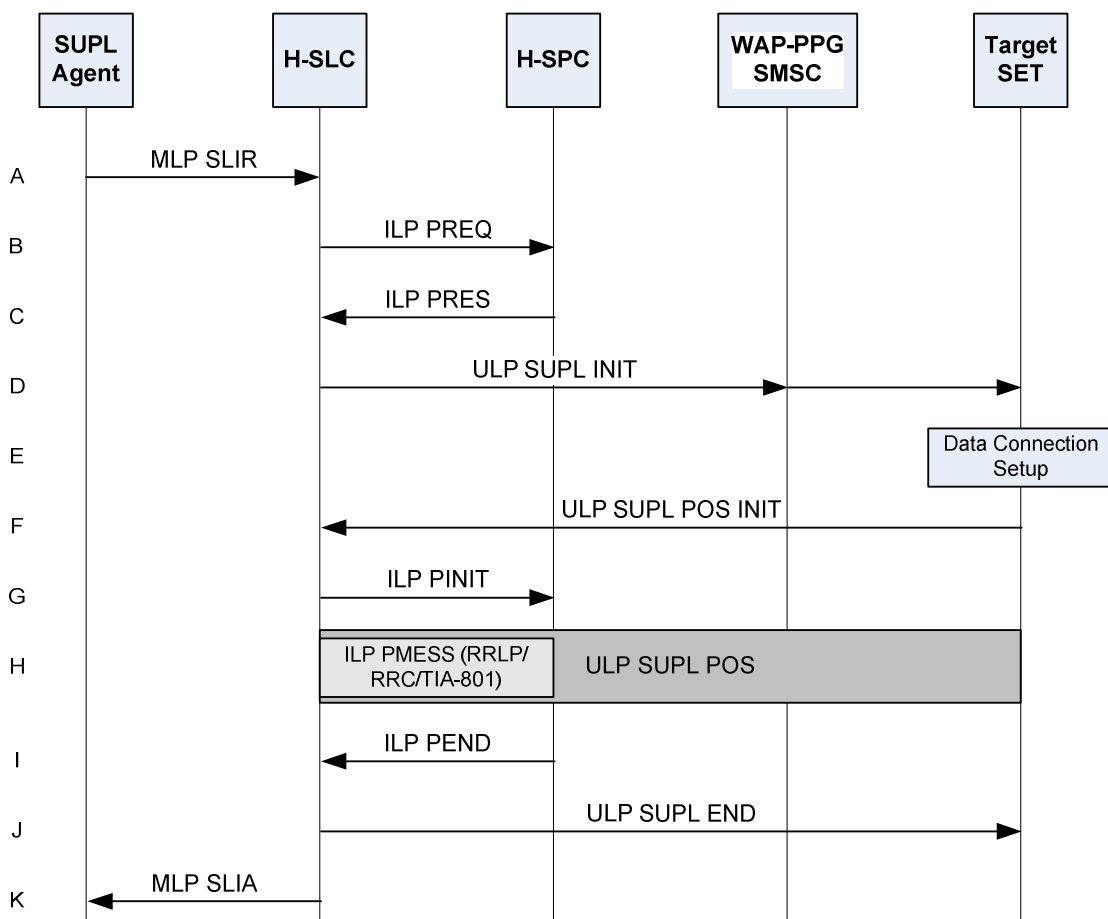 SUPL
Agent
H-SLC
H-SPC
WAP-PPG
SMSC
Target
SET
A
MLP SLIR
B
ILP PREQ
C
ILP PRES
D
ULP SUPL INIT
E
Data Connection
Setup
F
ULP SUPL POS INIT
G
ILP PINIT
H
ILP PMESS (RRLP/
RRC/TIA-801)
ULP SUPL POS
I
ILP PEND
J
ULP SUPL END
K
MLP SLIA